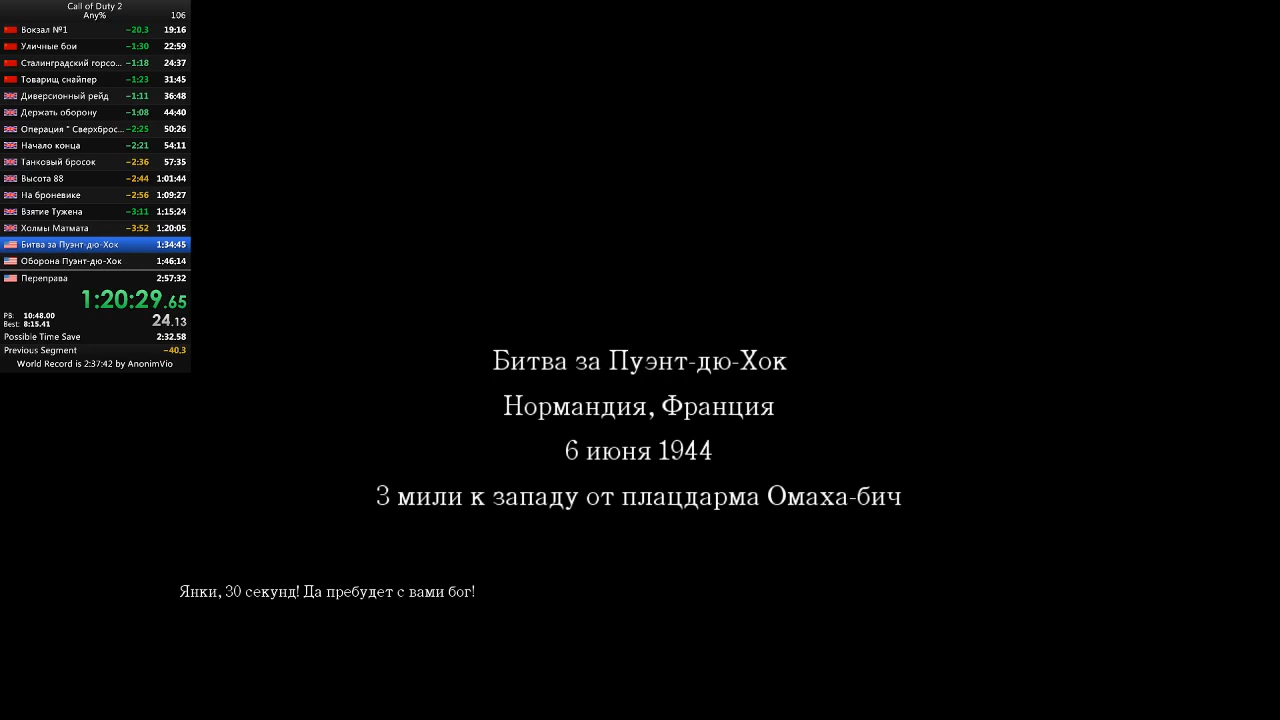 Call of Duty 2
Any% 106
Вокзал №1 −20,3 19:16
Уличные бои −1:30 22:59
Сталинградский горсо... −1:18 24:37
Товарищ снайпер −1:23 31:45
Диверсионный рейд −1:11 36:48
Держать оборону −1:08 44:40
Операция " Сверхброс... −2:25 50:26
Начало конца −2:21 54:11
Танковый бросок −2:36 57:35
Высота 88 −2:44 1:01:44
На броневике −2:56 1:09:27
Взятие Тужена −3:11 1:15:24
Холмы Матмата −3:52 1:20:05
Битва за Пуэнт-дю-Хок 1:34:45
Оборона Пуэнт-дю-Хок 1:46:14
Переправа 2:57:32
1:20:29.65
PB: 10:48.00 24.13
Best: 8:15.41
Possible Time Save 2:32.58
Previous Segment −40,3
World Record is 2:37:42 by AnonimVio
Битва за Пуэнт-дю-Хок
Нормандия, Франция
6 июня 1944
3 мили к западу от плацдарма Омаха-бич
Янки, 30 секунд! Да пребудет с вами бог!